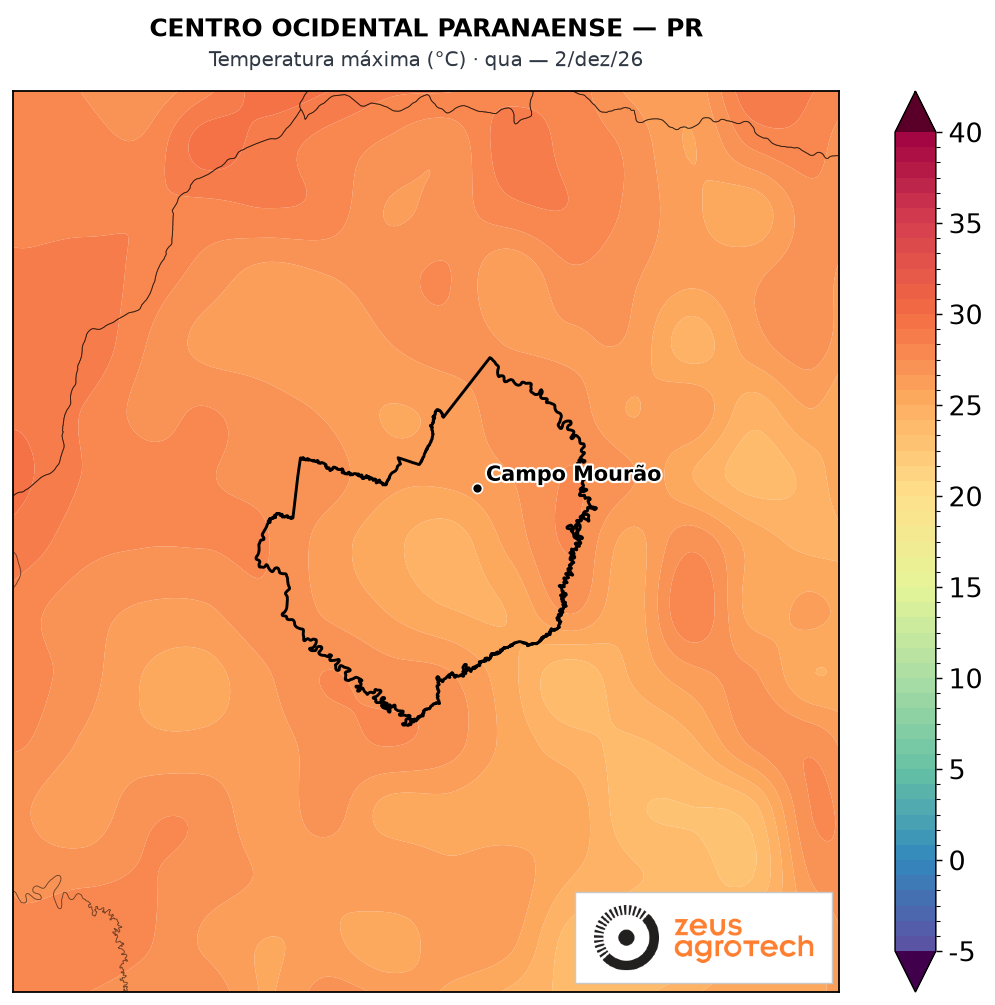 CENTRO OCIDENTAL PARANAENSE — PR
Temperatura máxima (°C) · qua — 2/dez/26
Campo Mourão
40
35
30
25
20
15
10
5
0
-5
zeus
agrotech